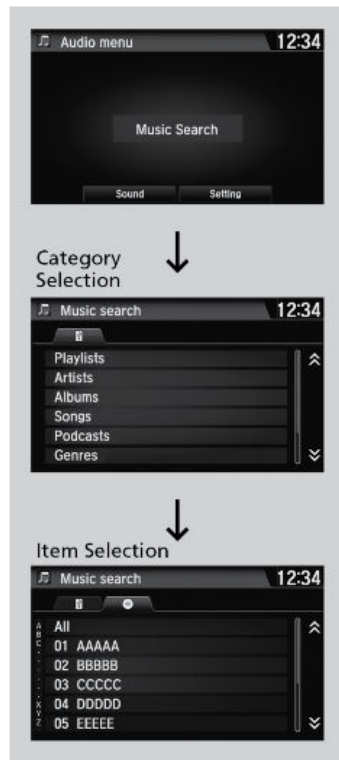 Audio menu 12:34
Music Search
Sound Setting
Category
Selection
Music search 12:34
Playlists
Artists
Albums
Songs
Podcasts
Genres
Item Selection
Music search 12:34
A
B
C
All
01 AAAAA
02 BBBBB
03 CCCCC
04 DDDDD
05 EEEEE
X
Y
Z